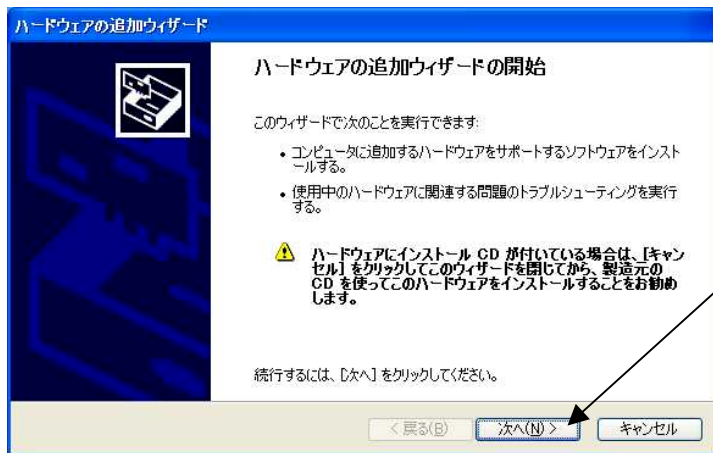 ハードウェアの追加ウィザード
ハードウェアの追加ウィザードの開始
このウィザードで次のことを実行できます:
• コンピュータに追加するハードウェアをサポートするソフトウェアをインスト
ールする。
• 使用中のハードウェアに関連する問題のトラブルシューティングを実行
する。
ハードウェアにインストール CD が付いている場合は、[キャン
セル] をクリックしてこのウィザードを閉じてから、製造元の
CD を使ってこのハードウェアをインストールすることをお勧め
します。
続行するには、[次へ] をクリックしてください。
< 戻る(B) 次へ(N) > キャンセル